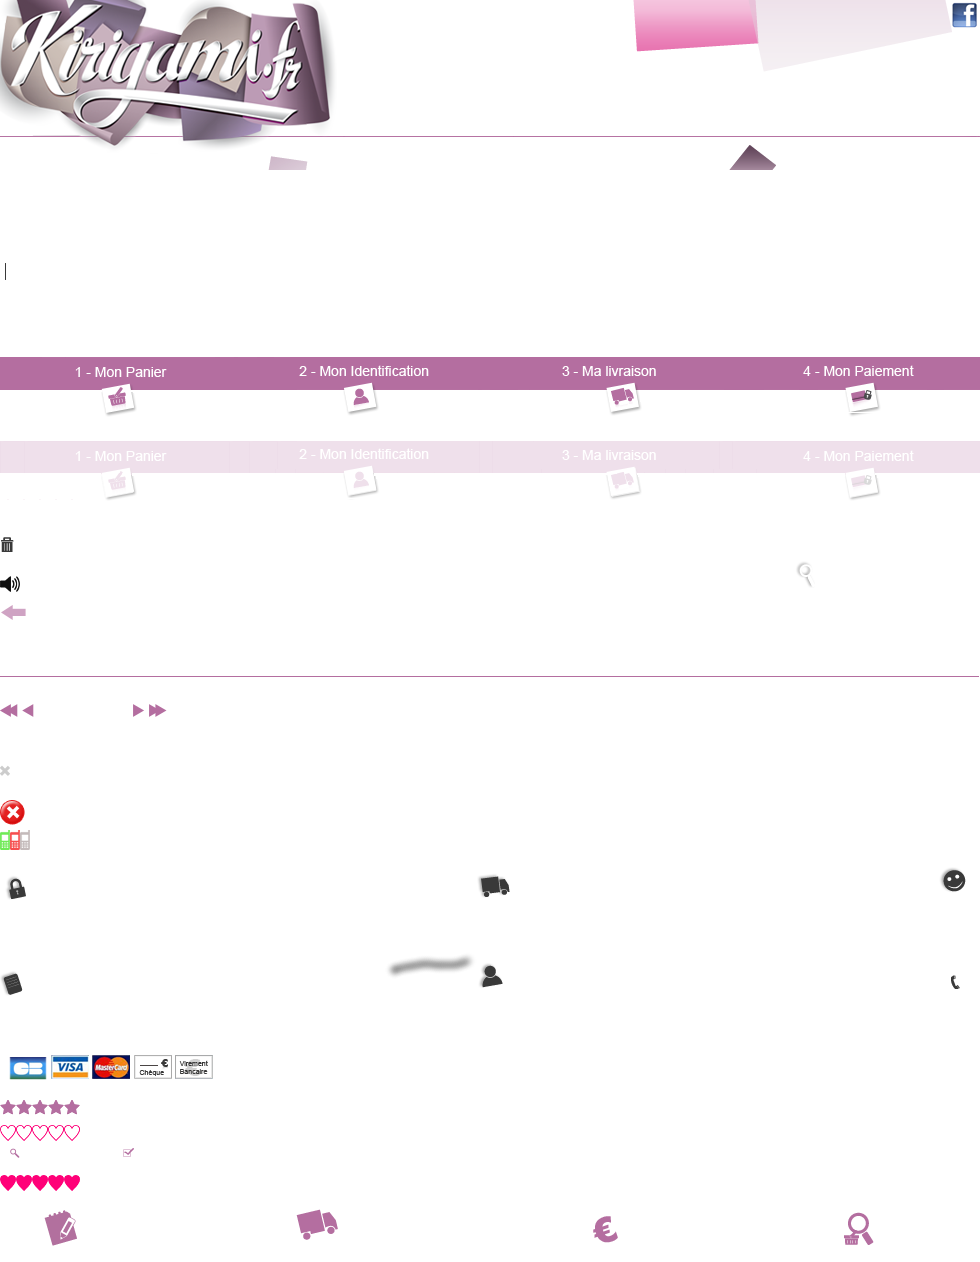 Kirigami.fr
f
1 - Mon Panier 2 - Mon Identification 3 - Ma livraison 4 - Mon Paiement
1 - Mon Panier 2 - Mon Identification 3 - Ma livraison 4 - Mon Paiement
CB VISA MasterCard € Chèque Virement Bancaire
€